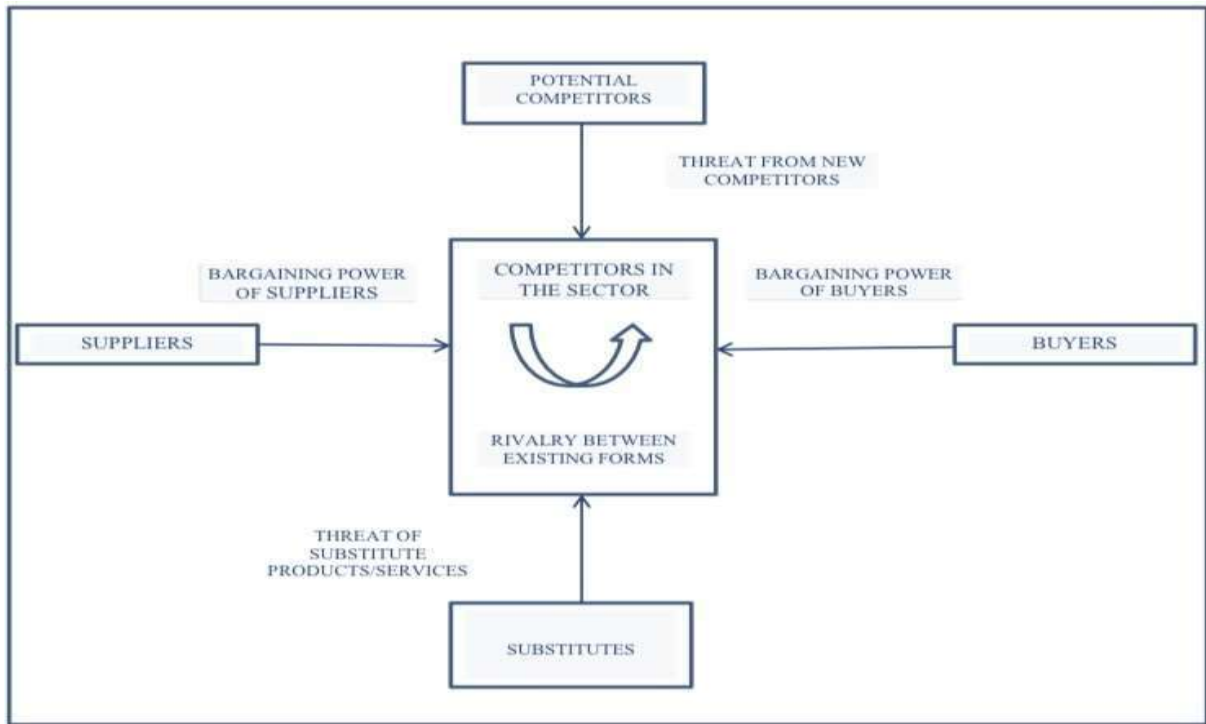 POTENTIAL
COMPETITORS
THREAT FROM NEW
COMPETITORS
BARGAINING POWER
OF SUPPLIERS
COMPETITORS IN
THE SECTOR
BARGAINING POWER
OF BUYERS
SUPPLIERS
BUYERS
RIVALRY BETWEEN
EXISTING FORMS
THREAT OF
SUBSTITUTE
PRODUCTS/SERVICES
SUBSTITUTES